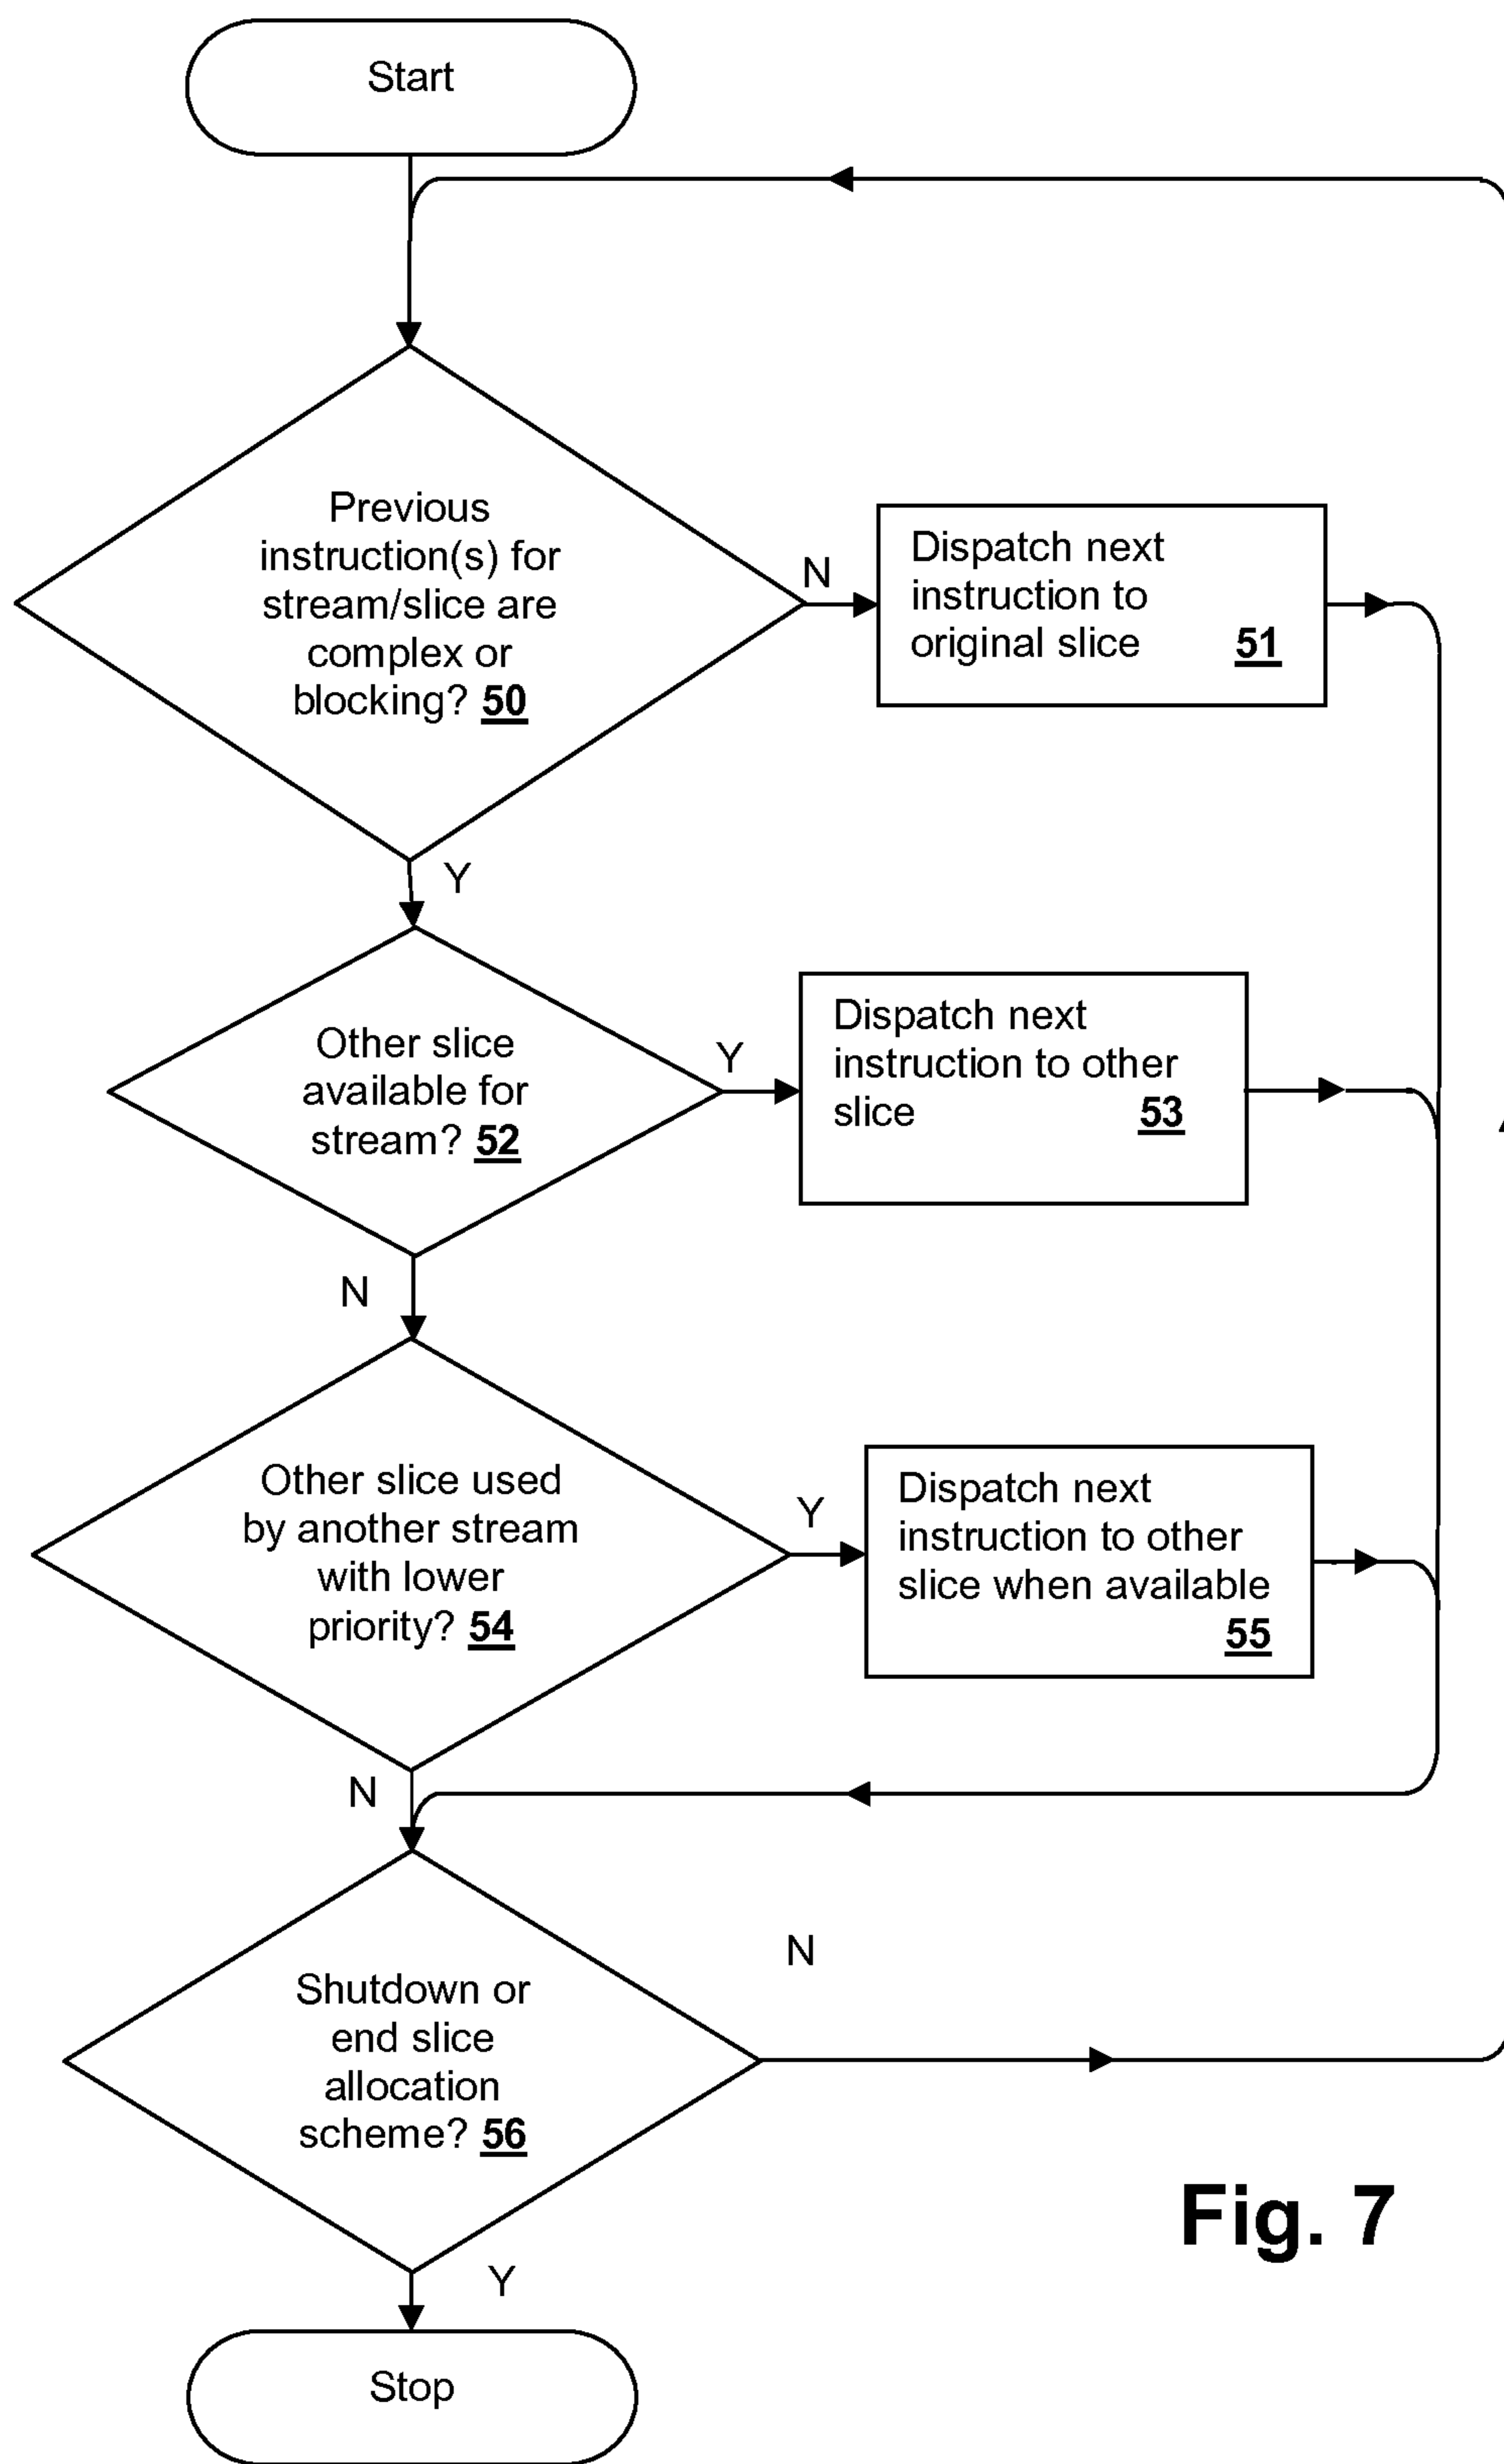 Start
Previous
instruction(s) for
stream/slice are
complex or
blocking? 50
N
Dispatch next
instruction to
original slice 51
Y
Other slice
available for
stream? 52
Y
Dispatch next
instruction to other
slice 53
N
Other slice used
by another stream
with lower
priority? 54
Y
Dispatch next
instruction to other
slice when available
55
N
Shutdown or
end slice
allocation
scheme? 56
N
Y
Stop
Fig. 7